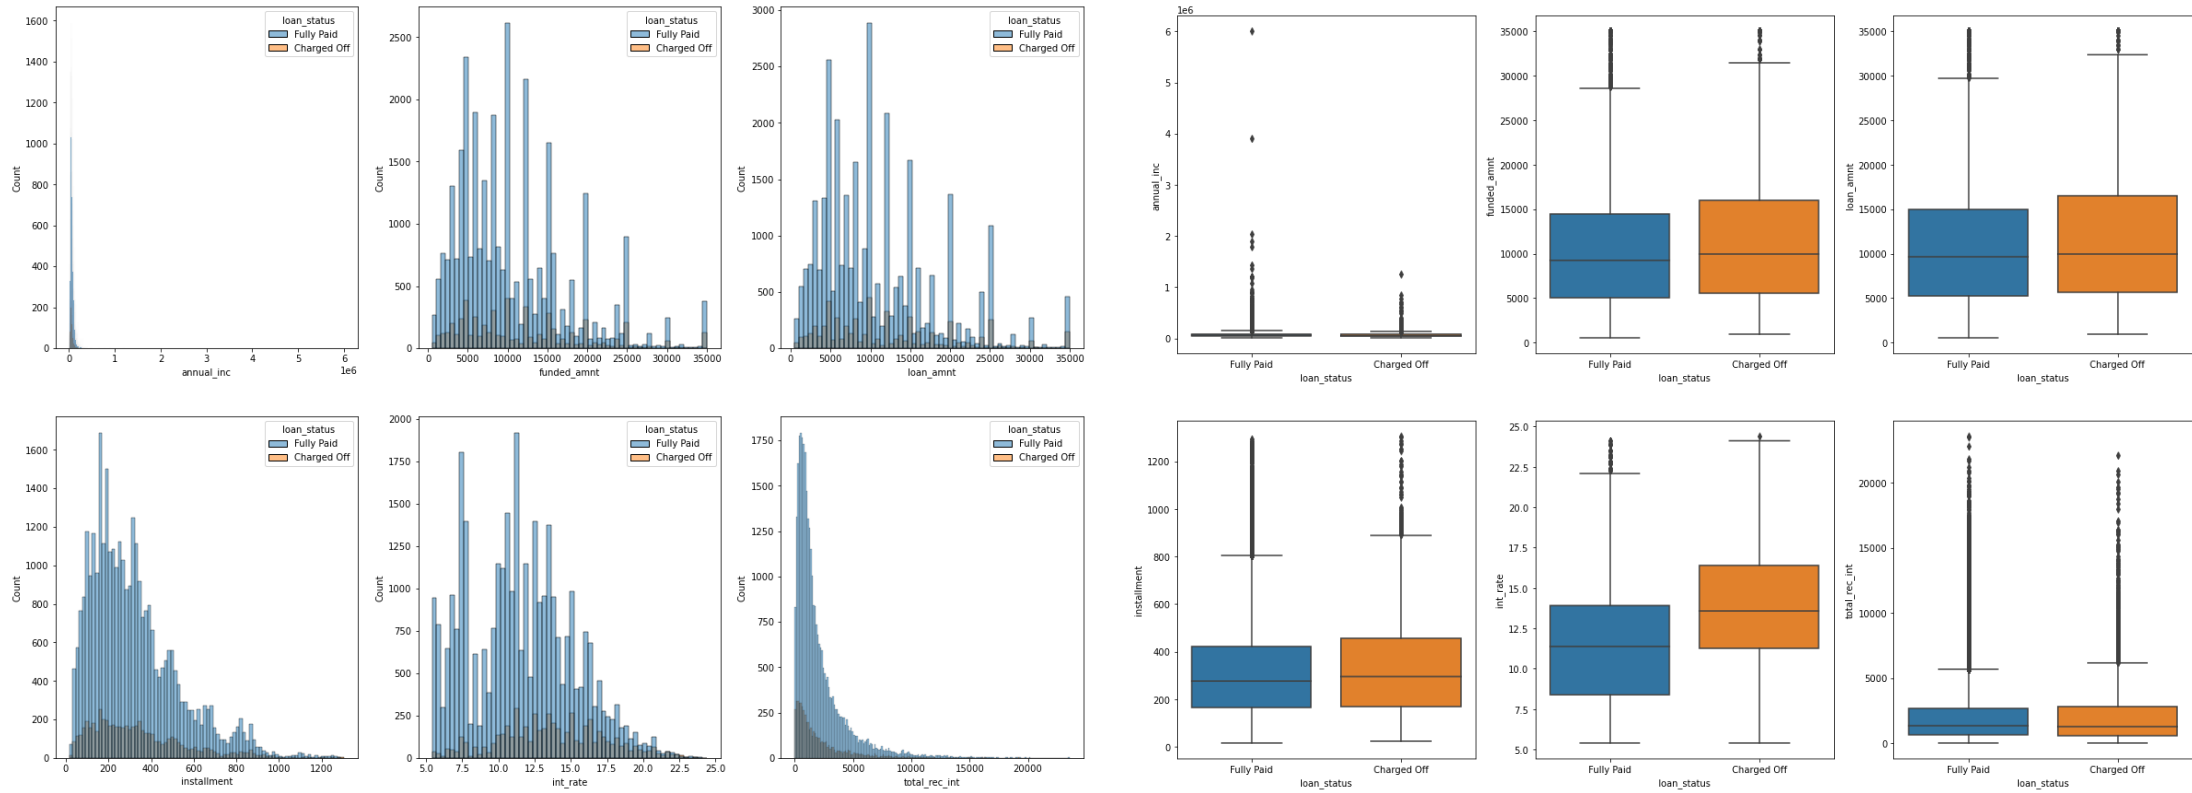 loan_status
Fully Paid
Charged Off
Count
1600
1400
1200
1000
800
600
400
200
0
0 1 2 3 4 5 6
1e6
annual_inc
loan_status
Fully Paid
Charged Off
Count
2500
2000
1500
1000
500
0
0 5000 10000 15000 20000 25000 30000 35000
funded_amnt
loan_status
Fully Paid
Charged Off
Count
3000
2500
2000
1500
1000
500
0
0 5000 10000 15000 20000 25000 30000 35000
loan_amnt
1e6
annual_inc
6
5
4
3
2
1
0
Fully Paid Charged Off
loan_status
funded_amnt
35000
30000
25000
20000
15000
10000
5000
0
Fully Paid Charged Off
loan_status
loan_amnt
35000
30000
25000
20000
15000
10000
5000
0
Fully Paid Charged Off
loan_status
loan_status
Fully Paid
Charged Off
Count
1600
1400
1200
1000
800
600
400
200
0
0 200 400 600 800 1000 1200
installment
loan_status
Fully Paid
Charged Off
Count
2000
1750
1500
1250
1000
750
500
250
0
5.0 7.5 10.0 12.5 15.0 17.5 20.0 22.5 25.0
int_rate
loan_status
Fully Paid
Charged Off
Count
1750
1500
1250
1000
750
500
250
0
0 5000 10000 15000 20000
total_rec_int
installment
1200
1000
800
600
400
200
0
Fully Paid Charged Off
loan_status
int_rate
25.0
22.5
20.0
17.5
15.0
12.5
10.0
7.5
5.0
Fully Paid Charged Off
loan_status
total_rec_int
20000
15000
10000
5000
0
Fully Paid Charged Off
loan_status